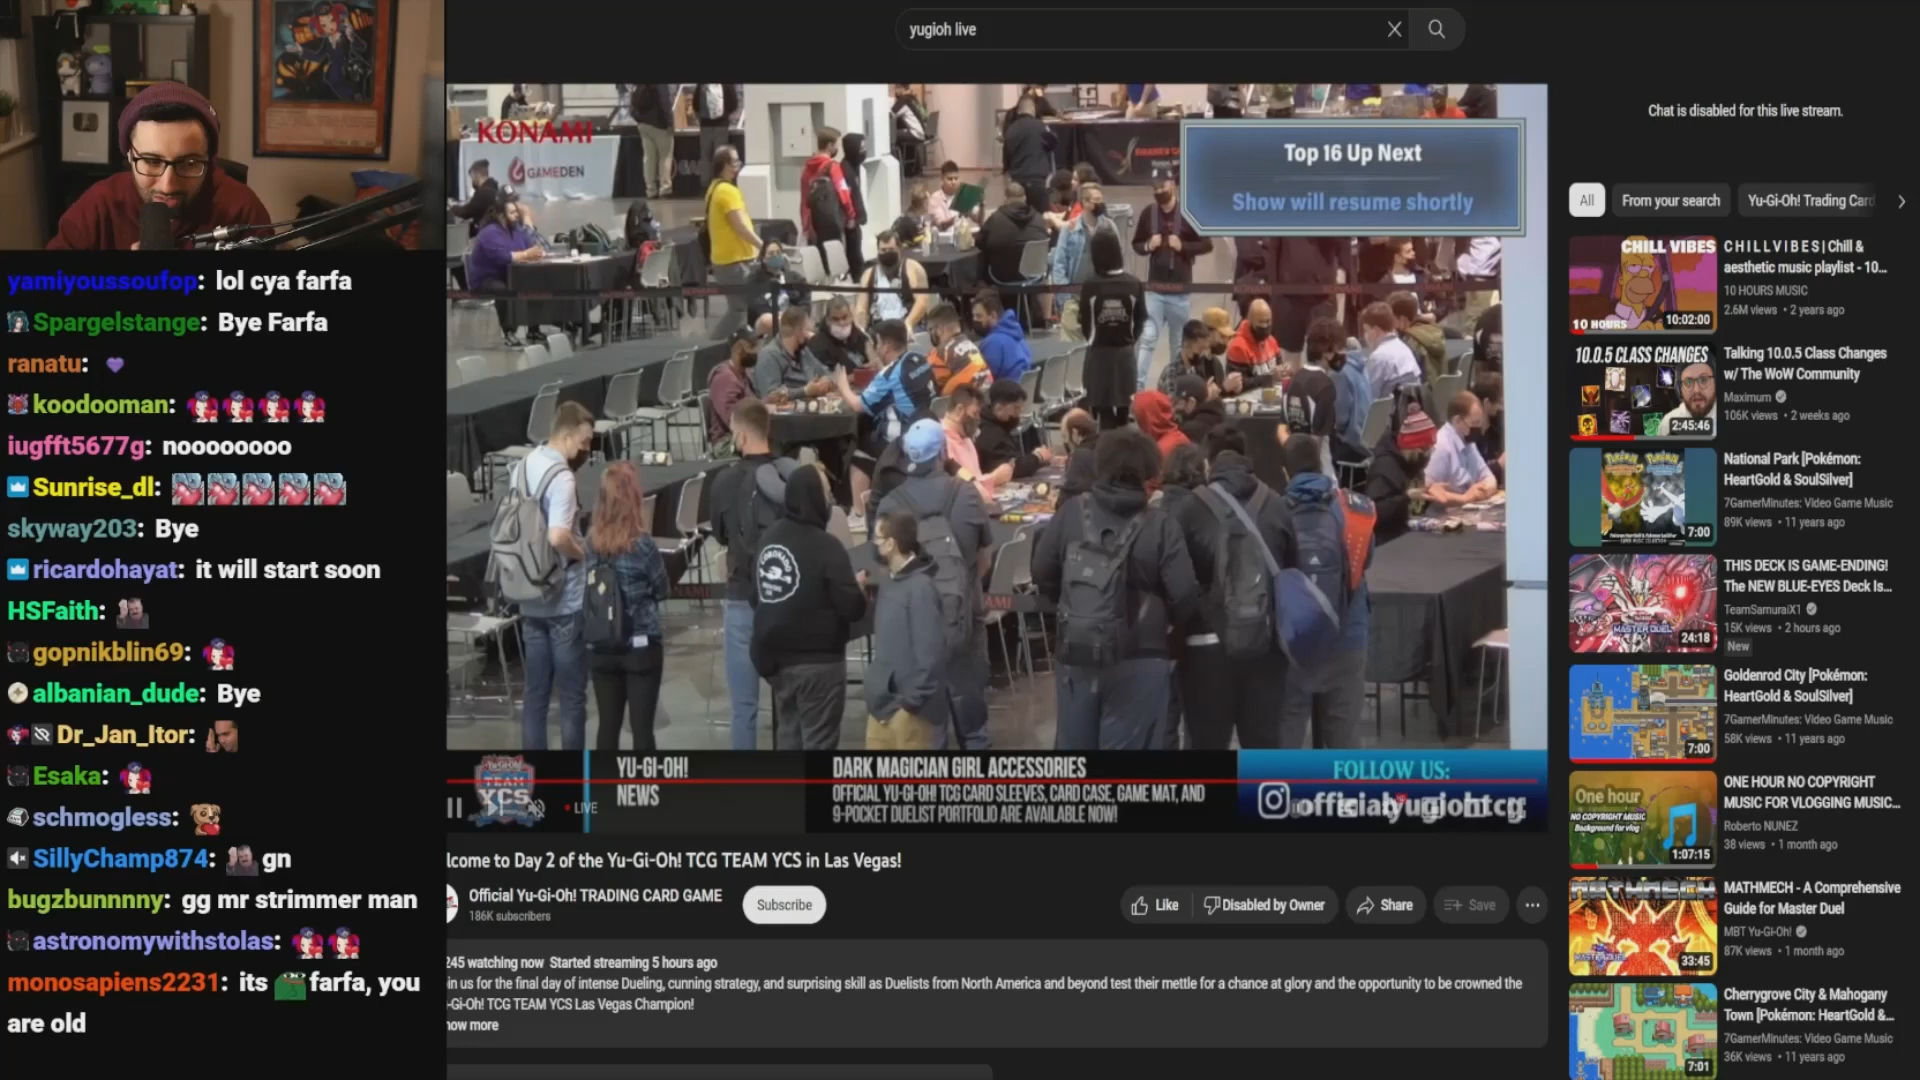 yugioh live
yamiyoussoufop: lol cya farfa
Spargelstange: Bye Farfa
ranatu:
koodooman:
iugfft5677g: noooooooo
Sunrise_dl:
skyway203: Bye
ricardohayat: it will start soon
HSFaith:
gopnikblin69:
albanian_dude: Bye
Dr_Jan_Itor:
Esaka:
schmogless:
SillyChamp874: gn
bugzbunnnny: gg mr strimmer man
astronomywithstolas:
monosapiens2231: its farfa, you
are old
KONAMI
GAMEDEN
Top 16 Up Next
Show will resume shortly
YU-GI-OH!
NEWS
TEAM
YCS
LIVE
DARK MAGICIAN GIRL ACCESSORIES
OFFICIAL YU-GI-OH! TCG CARD SLEEVES, CARD CASE, GAME MAT, AND
9-POCKET DUELIST PORTFOLIO ARE AVAILABLE NOW!
FOLLOW US:
officialyugiohtcg
lcome to Day 2 of the Yu-Gi-Oh! TCG TEAM YCS in Las Vegas!
Official Yu-Gi-Oh! TRADING CARD GAME
186K subscribers
Subscribe
Like
Disabled by Owner
Share
Save
245 watching now Started streaming 5 hours ago
in us for the final day of intense Dueling, cunning strategy, and surprising skill as Duelists from North America and beyond test their mettle for a chance at glory and the opportunity to be crowned the
-Gi-Oh! TCG TEAM YCS Las Vegas Champion!
how more
Chat is disabled for this live stream.
All
From your search
Yu-Gi-Oh! Trading Card
CHILL VIBES
10 HOURS
10:02:00
C H I L L V I B E S | Chill &
aesthetic music playlist - 10...
10 HOURS MUSIC
2.6M views • 2 years ago
10.0.5 CLASS CHANGES
2:45:46
Talking 10.0.5 Class Changes
w/ The WoW Community
Maximum
106K views • 2 weeks ago
7:00
National Park [Pokémon:
HeartGold & SoulSilver]
7GamerMinutes: Video Game Music
89K views • 11 years ago
MASTER DUEL
24:18
THIS DECK IS GAME-ENDING!
The NEW BLUE-EYES Deck Is...
TeamSamuraiX1
15K views • 2 hours ago
New
7:00
Goldenrod City [Pokémon:
HeartGold & SoulSilver]
7GamerMinutes: Video Game Music
58K views • 11 years ago
One hour
NO COPYRIGHT
MUSIC
Background for vlog
1:07:15
ONE HOUR NO COPYRIGHT
MUSIC FOR VLOGGING MUSIC...
Roberto NUNEZ
38 views • 1 month ago
MATHMECH
33:45
MATHMECH - A Comprehensive
Guide for Master Duel
MBT Yu-Gi-Oh!
87K views • 1 month ago
7:01
Cherrygrove City & Mahogany
Town [Pokémon: HeartGold &...
7GamerMinutes: Video Game Music
36K views • 11 years ago